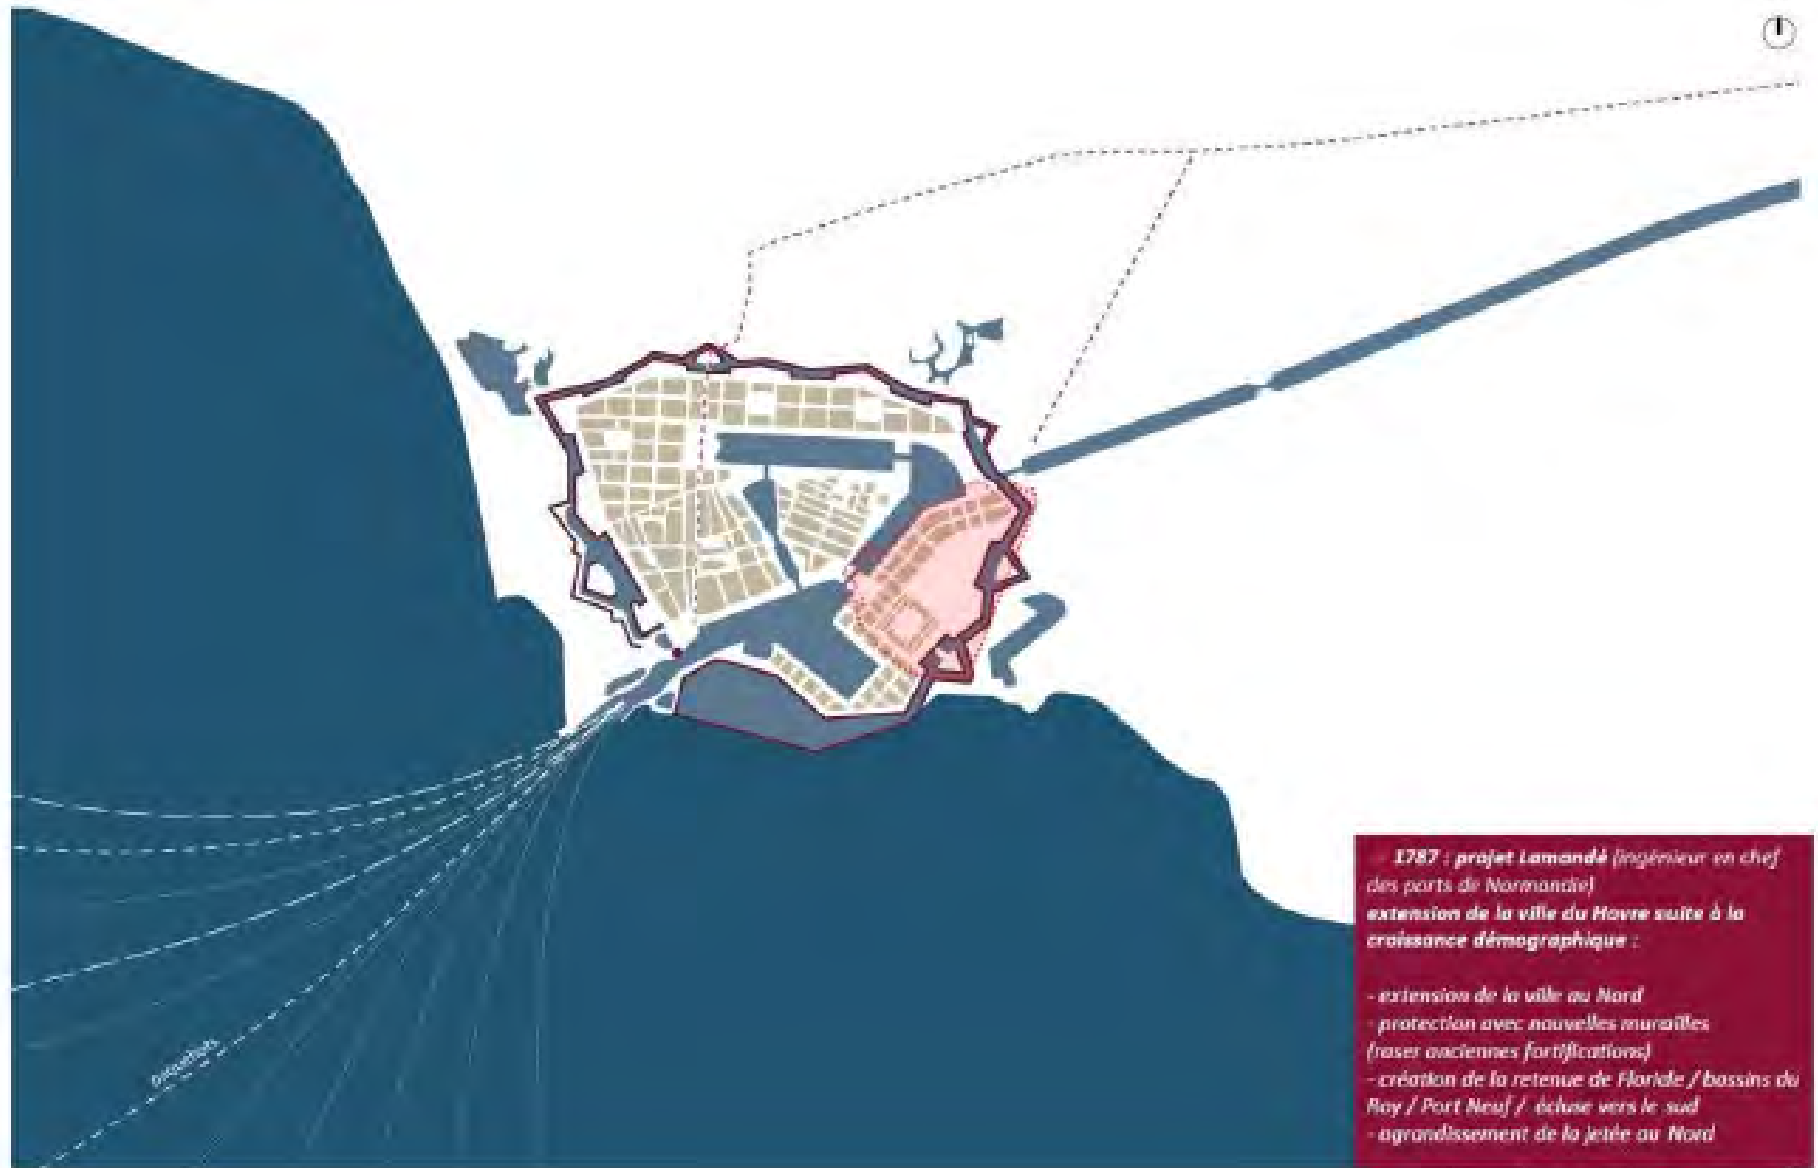 1787 : projet Lamandé (ingénieur en chef
des ports de Normandie)
extension de la ville du Havre suite à la
croissance démographique :
- extension de la ville au Nord
- protection avec nouvelles murailles
(raser anciennes fortifications)
- création de la retenue de Floride / bassins du
Roy / Port Neuf / écluse vers le sud
- agrandissement de la jetée au Nord